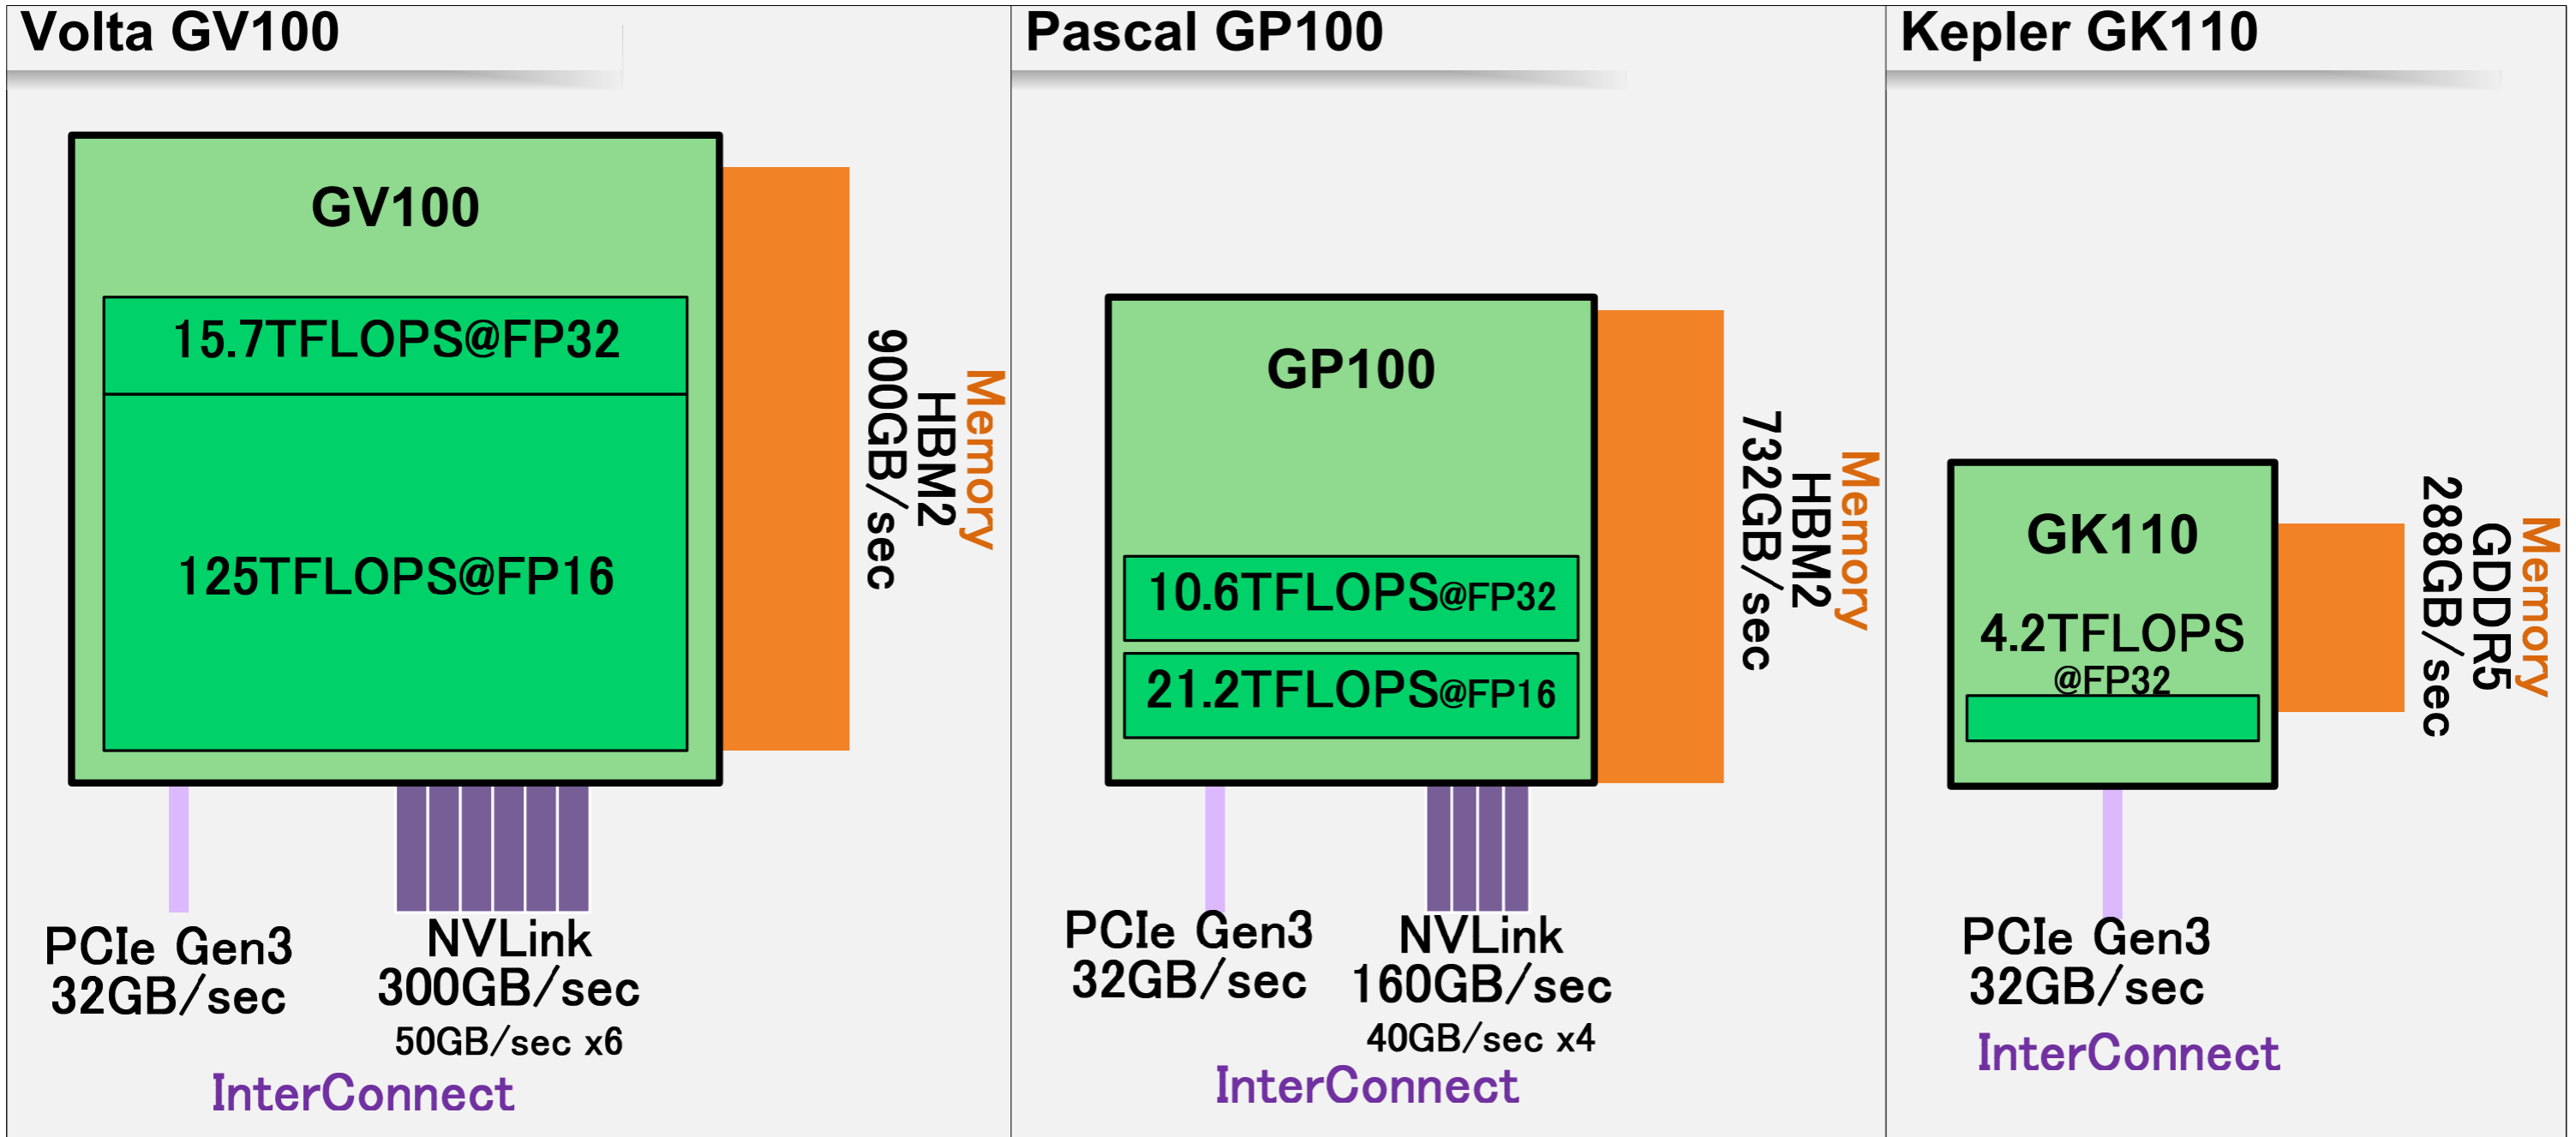 Volta GV100
GV100
15.7TFLOPS@FP32
125TFLOPS@FP16
Memory
HBM2
900GB/sec
PCIe Gen3
32GB/sec
NVLink
300GB/sec
50GB/sec x6
InterConnect
Pascal GP100
GP100
10.6TFLOPS@FP32
21.2TFLOPS@FP16
Memory
HBM2
732GB/sec
PCIe Gen3
32GB/sec
NVLink
160GB/sec
40GB/sec x4
InterConnect
Kepler GK110
GK110
4.2TFLOPS
@FP32
Memory
GDDR5
288GB/sec
PCIe Gen3
32GB/sec
InterConnect